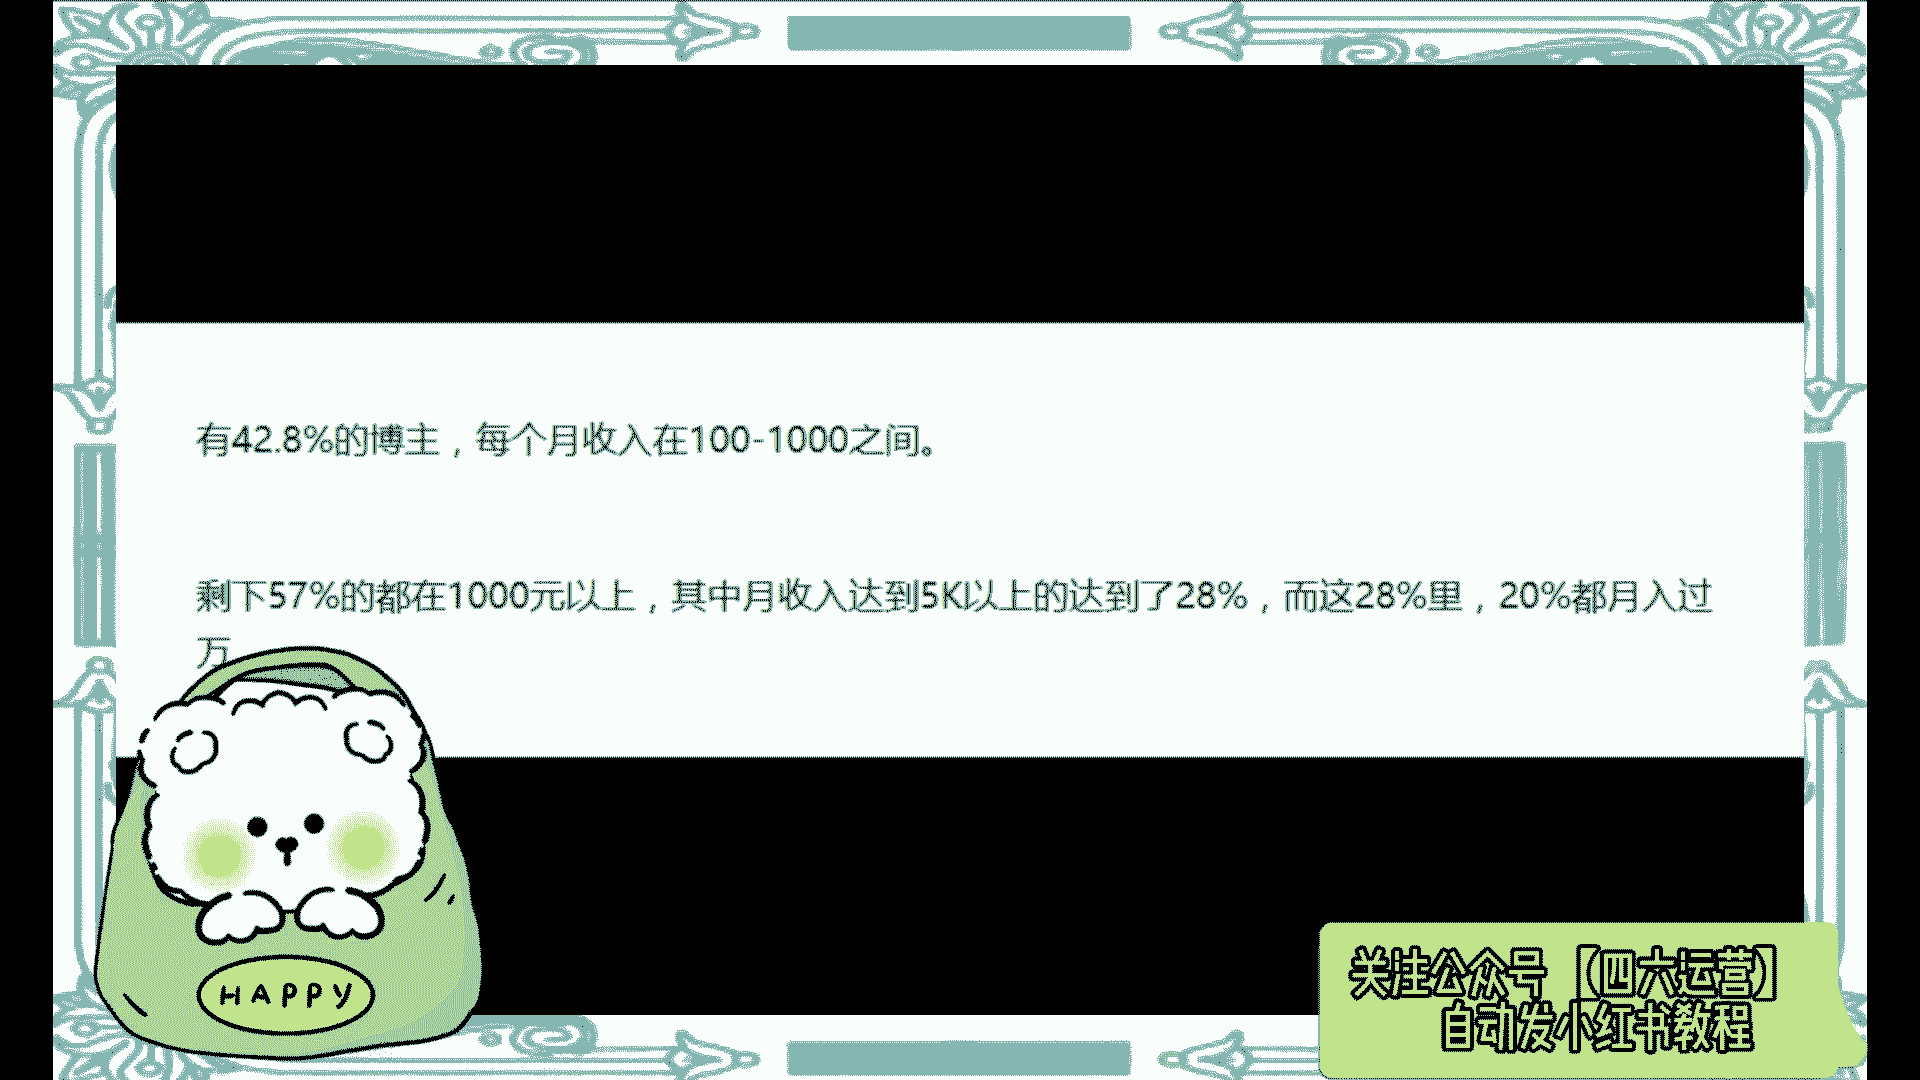 有42.8%的博主，每个月收入在100-1000之间。
剩下57%的都在1000元以上，其中月收入达到5K以上的达到了28%，而这28%里，20%都月入过
万
HAPPY
关注公众号【四六运营】
自动发小红书教程